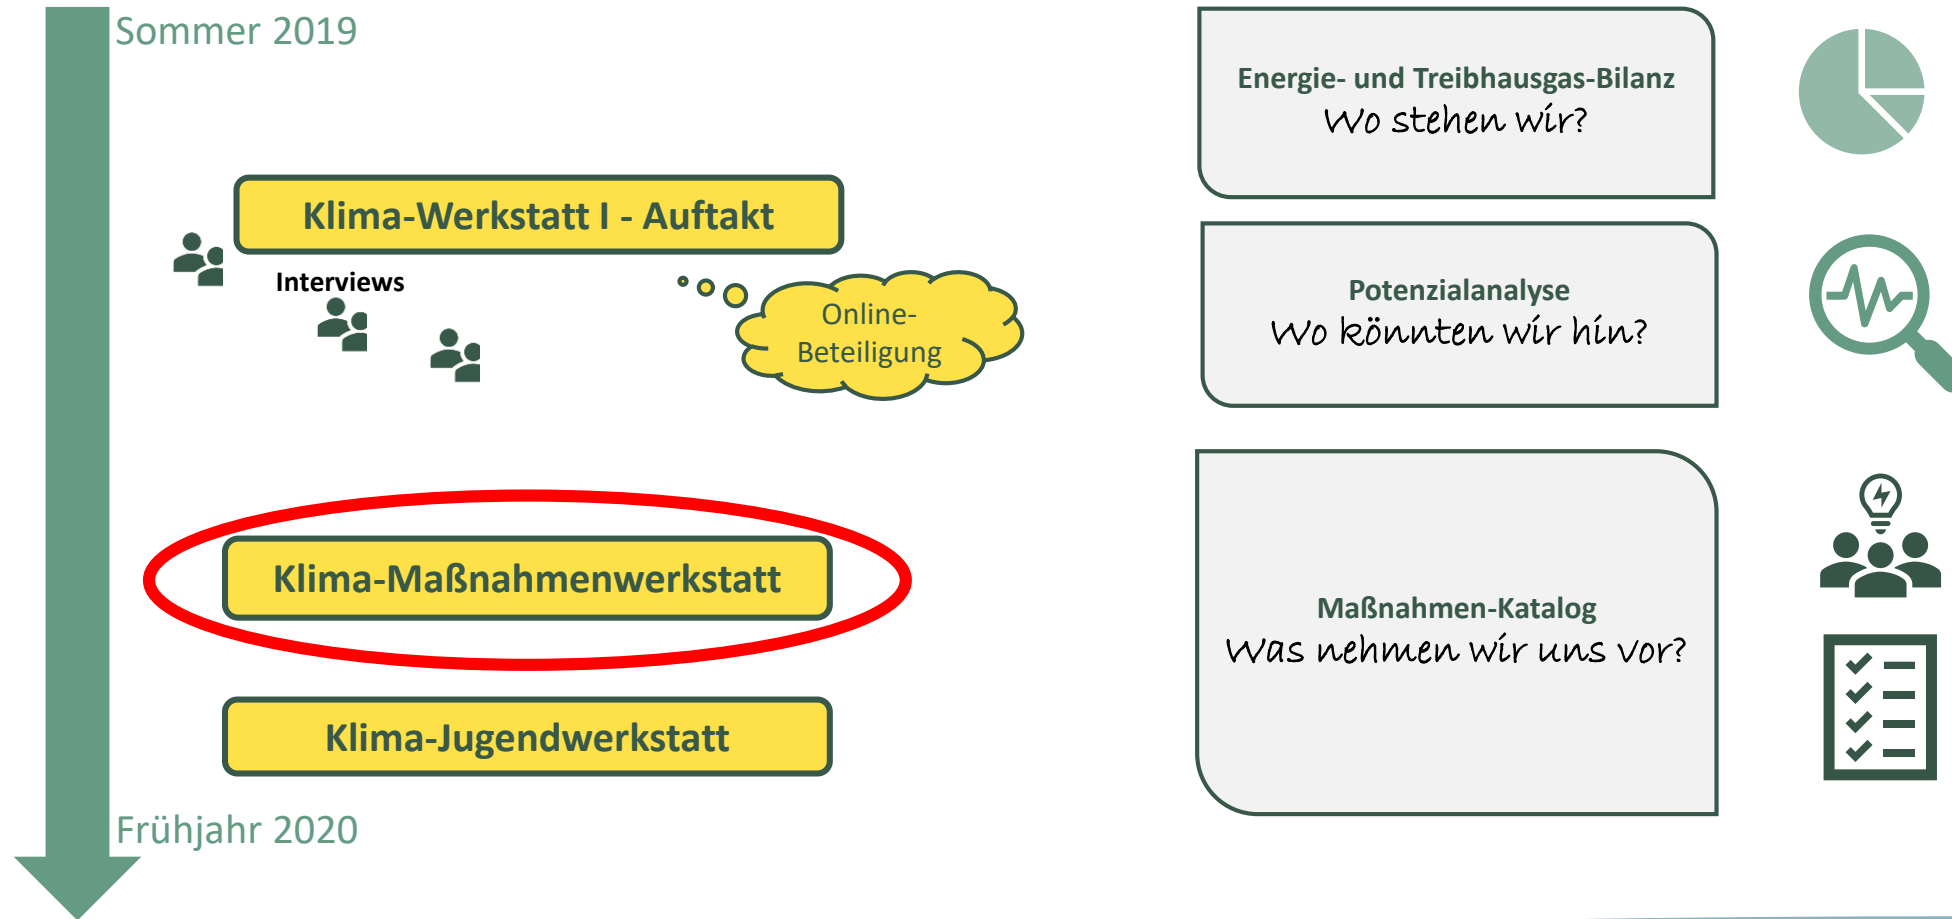 Sommer 2019
Klima-Werkstatt I - Auftakt
Interviews
Online-
Beteiligung
Klima-Maßnahmenwerkstatt
Klima-Jugendwerkstatt
Frühjahr 2020
Energie- und Treibhausgas-Bilanz
Wo stehen wir?
Potenzialanalyse
Wo könnten wir hin?
Maßnahmen-Katalog
Was nehmen wir uns vor?